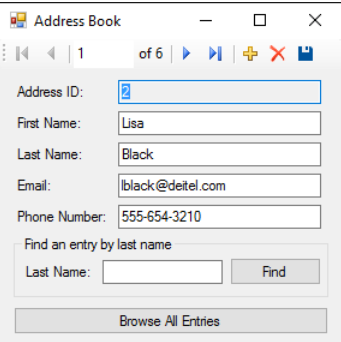 Address Book
1 of 6
Address ID: 2
First Name: Lisa
Last Name: Black
Email: lblack@deitel.com
Phone Number: 555-654-3210
Find an entry by last name
Last Name: Find
Browse All Entries